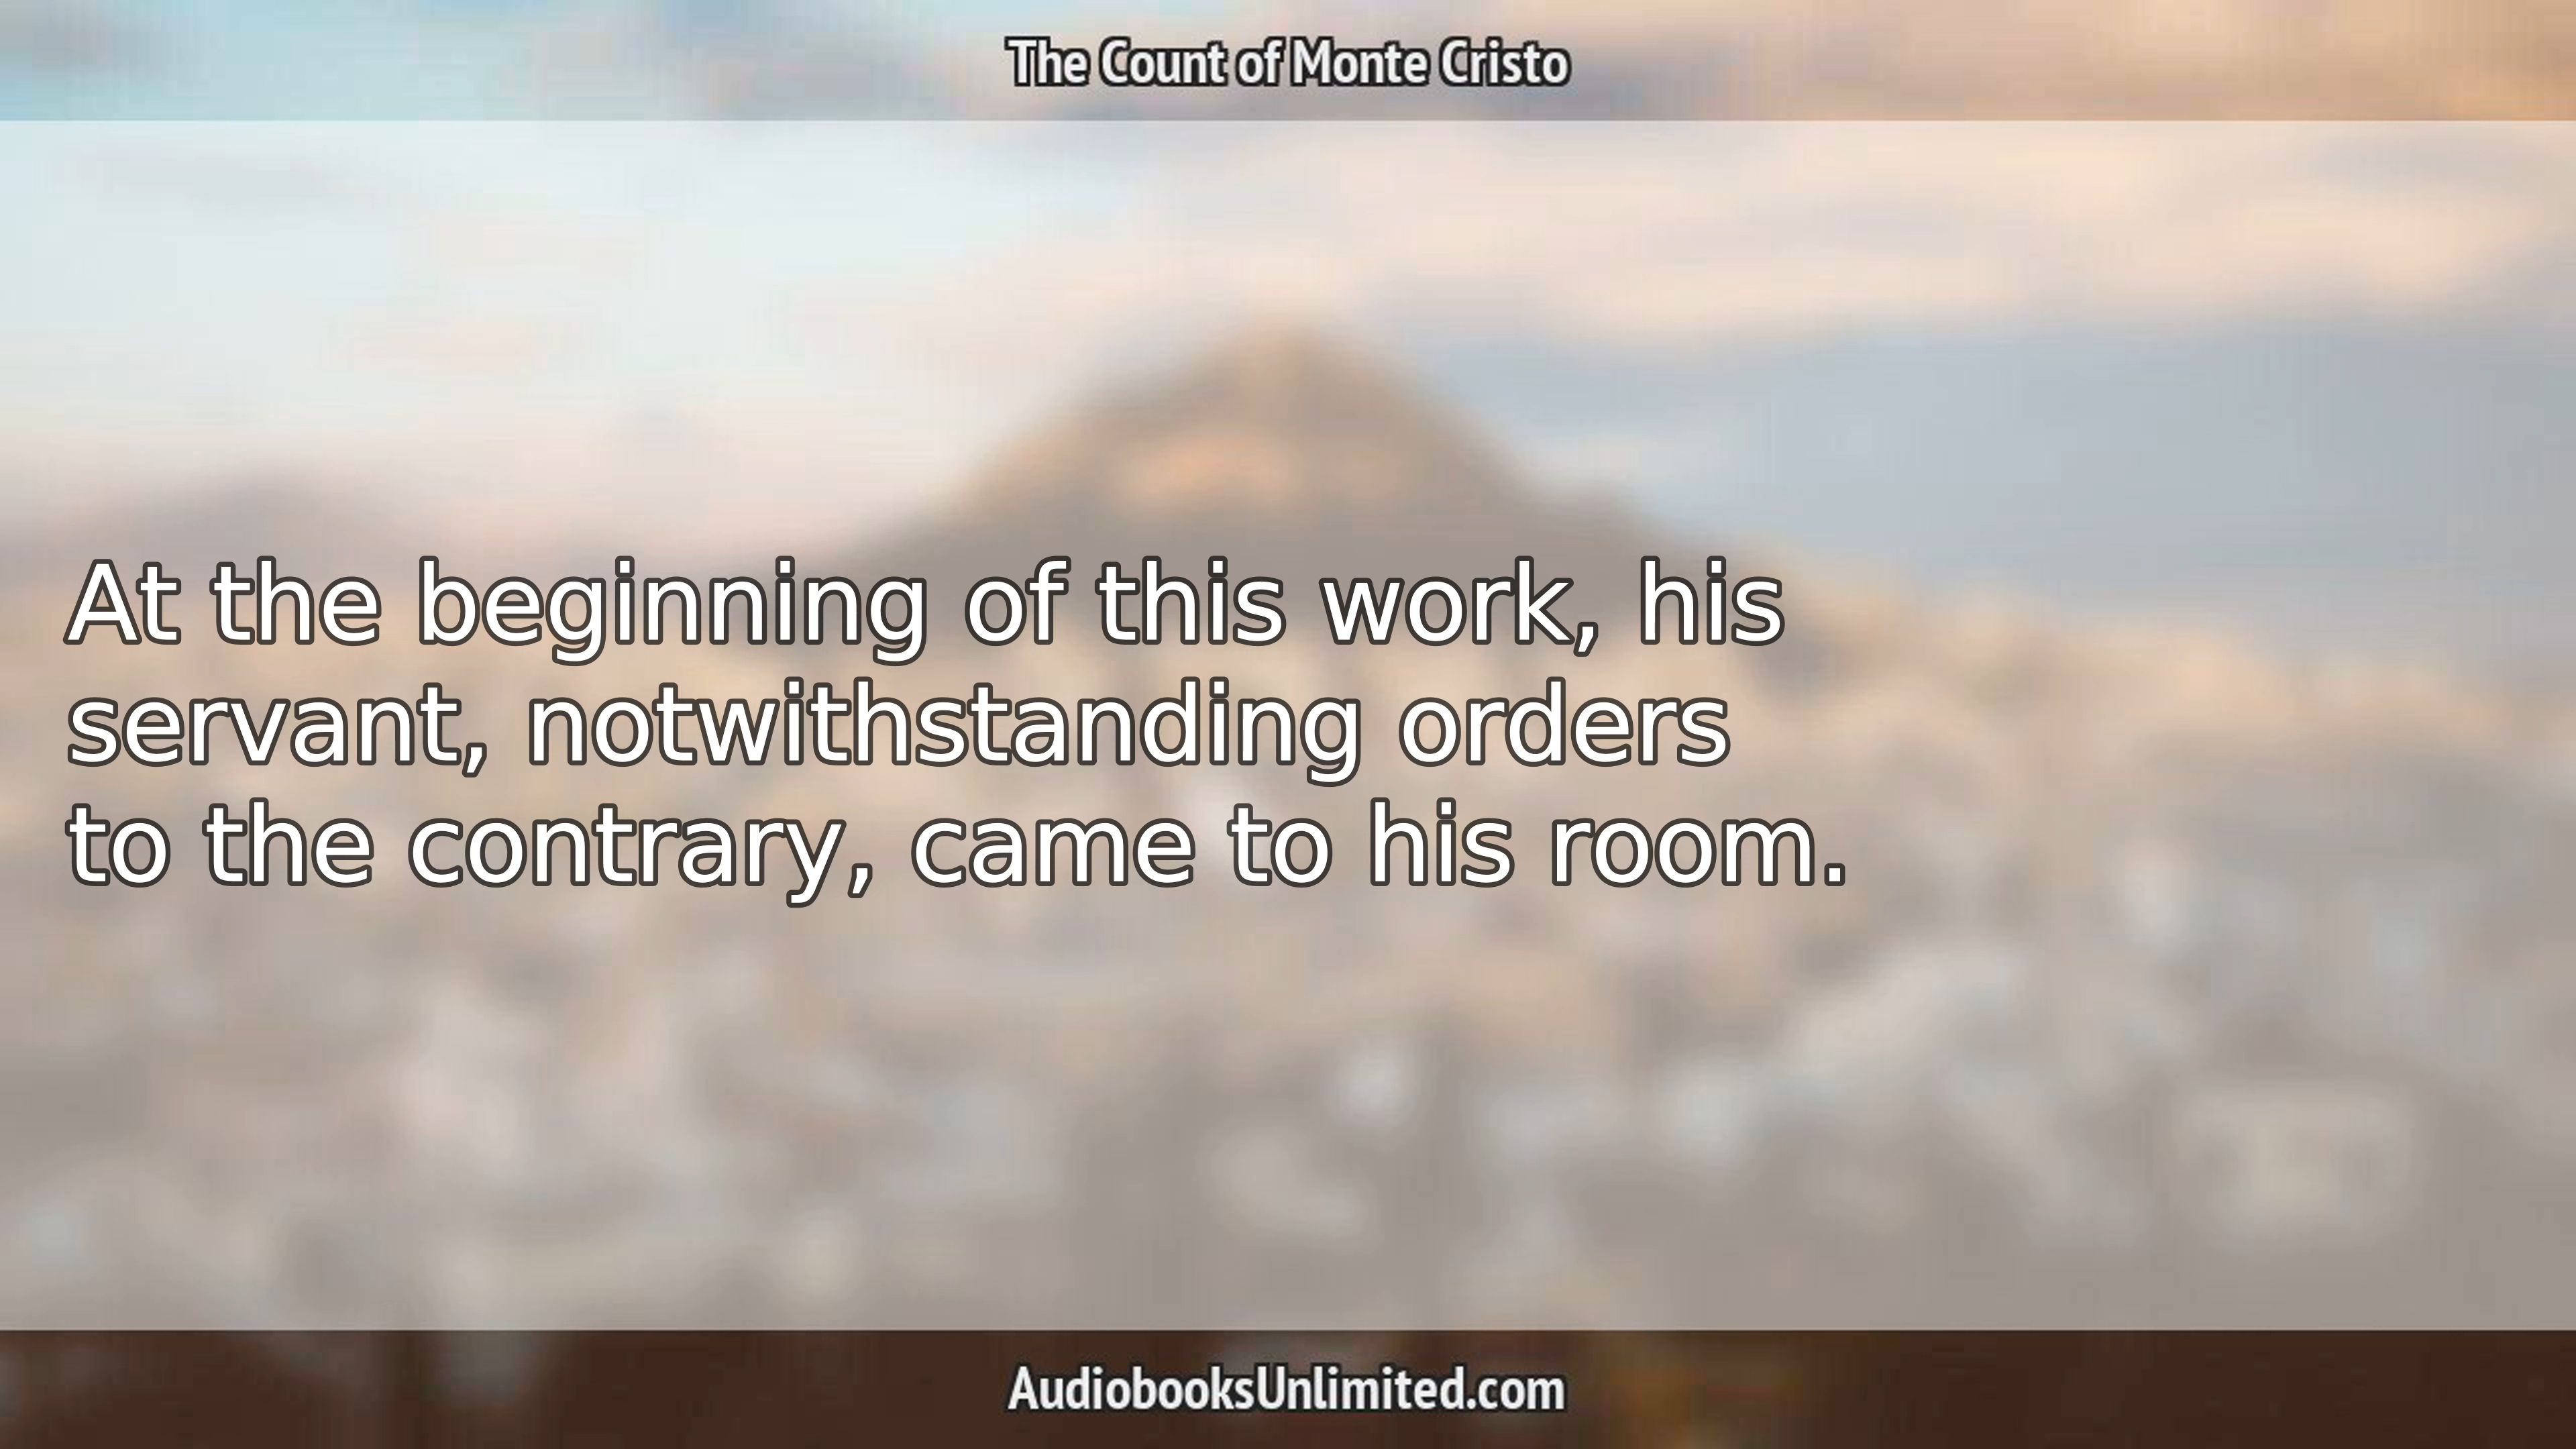 The Count of Monte Cristo
At the beginning of this work, his
servant, notwithstanding orders
to the contrary, came to his room.
AudiobooksUnlimited.com